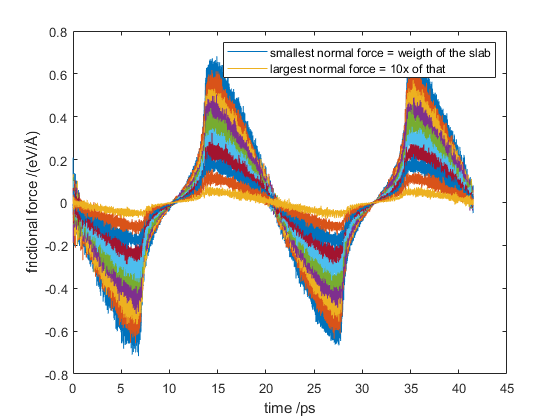 0.8
smallest normal force = weigth of the slab
largest normal force = 10x of that
0.6
0.4
0.2
0
-0.2
-0.4
-0.6
-0.8
frictional force /(eV/Å)
0 5 10 15 20 25 30 35 40 45
time /ps